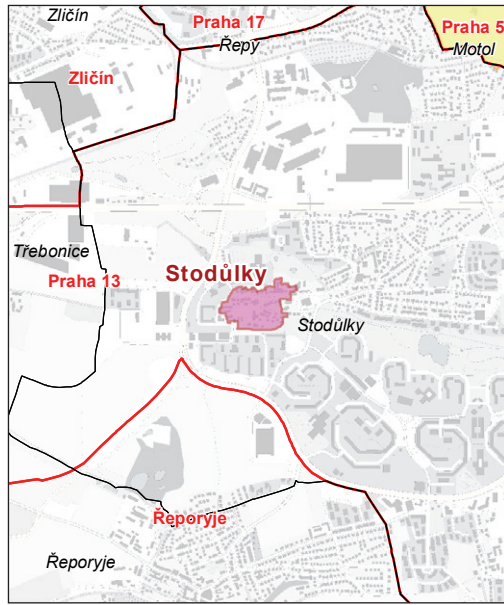 Zličín
Praha 17
Řepy
Praha 5
Motol
Zličín
Třebonice
Praha 13
Stodůlky
Stodůlky
Řeporyje
Řeporyje